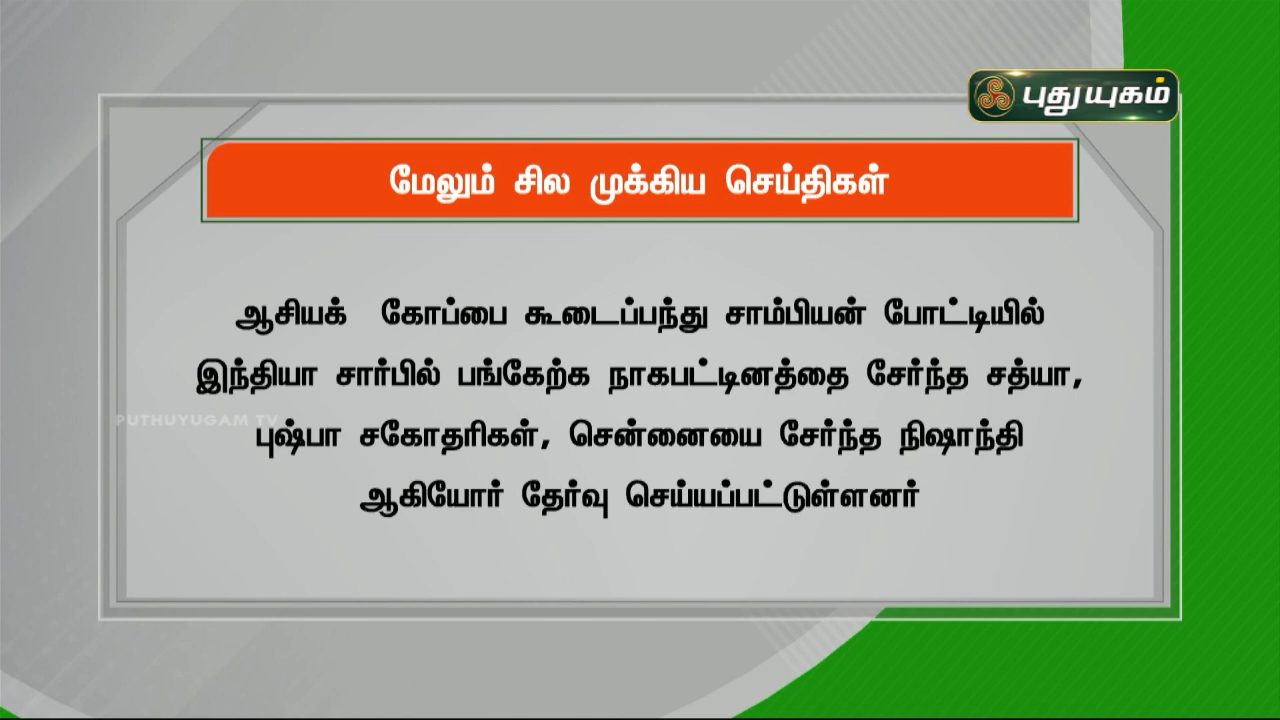 புதுயுகம்
மேலும் சில முக்கிய செய்திகள்
ஆசியக் கோப்பை கூடைப்பந்து சாம்பியன் போட்டியில்
இந்தியா சார்பில் பங்கேற்க நாகபட்டினத்தை சேர்ந்த சத்யா,
PUTHUYUGAM TV
புஷ்பா சகோதரிகள், சென்னையை சேர்ந்த நிஷாந்தி
ஆகியோர் தேர்வு செய்யப்பட்டுள்ளனர்